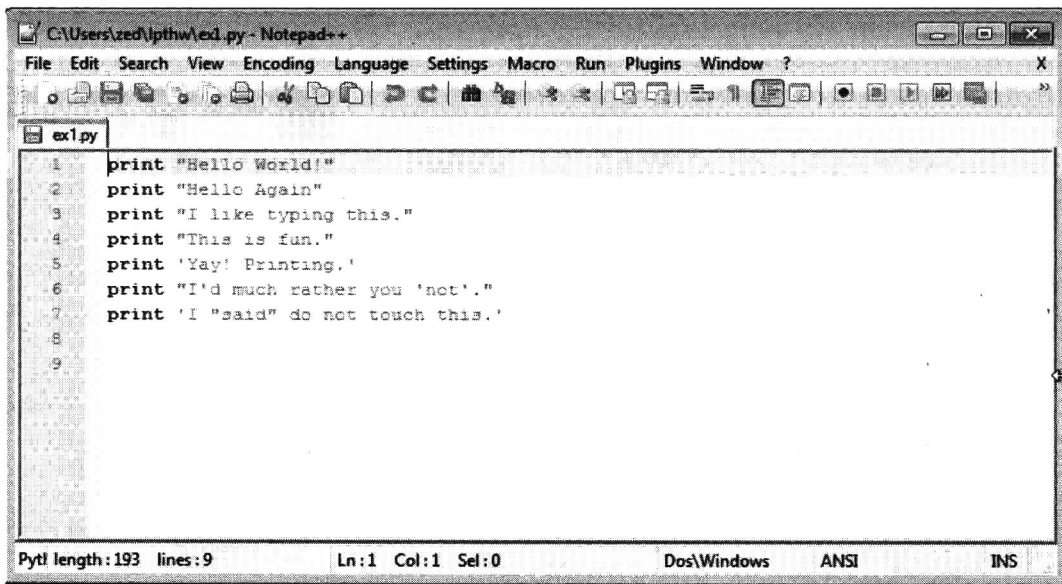 C:\Users\zed\lpthw\ex1.py - Notepad++
File Edit Search View Encoding Language Settings Macro Run Plugins Window ? X
ex1.py
1 print "Hello World!"
2 print "Hello Again"
3 print "I like typing this."
4 print "This is fun."
5 print 'Yay! Printing.'
6 print "I'd much rather you 'not'."
7 print 'I "said" do not touch this.'
8
9
Pytl length : 193 lines : 9 Ln : 1 Col : 1 Sel : 0 Dos\Windows ANSI INS